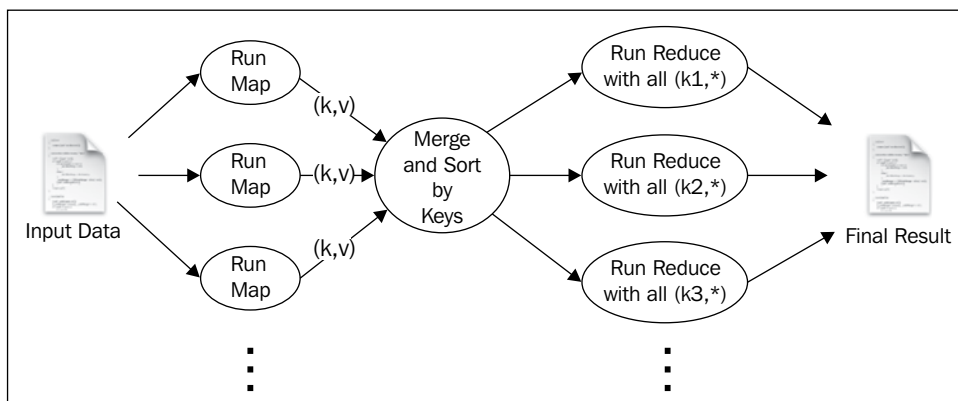 Input Data
Run
Map
(k,v)
Run
Map
(k,v)
Run
Map
(k,v)
Merge
and Sort
by
Keys
Run Reduce
with all (k1,*)
Run Reduce
with all (k2,*)
Run Reduce
with all (k3,*)
Final Result